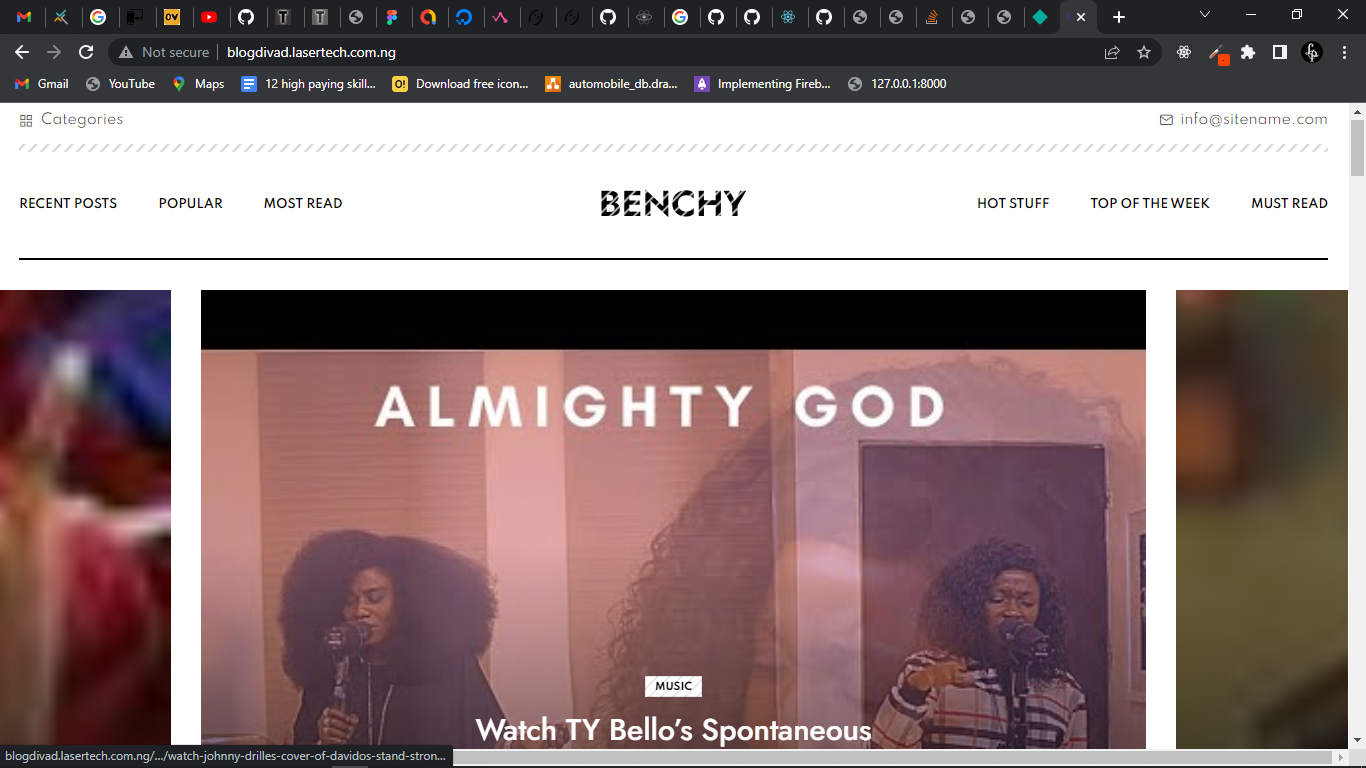 Not secure
blogdivad.lasertech.com.ng
Gmail
YouTube
Maps
12 high paying skill...
Download free icon...
automobile_db.dra...
Implementing Fireb...
127.0.0.1:8000
Categories
info@sitename.com
RECENT POSTS
POPULAR
MOST READ
BENCHY
HOT STUFF
TOP OF THE WEEK
MUST READ
ALMIGHTY GOD
MUSIC
Watch TY Bello’s Spontaneous
blogdivad.lasertech.com.ng/.../watch-johnny-drilles-cover-of-davidos-stand-stron...